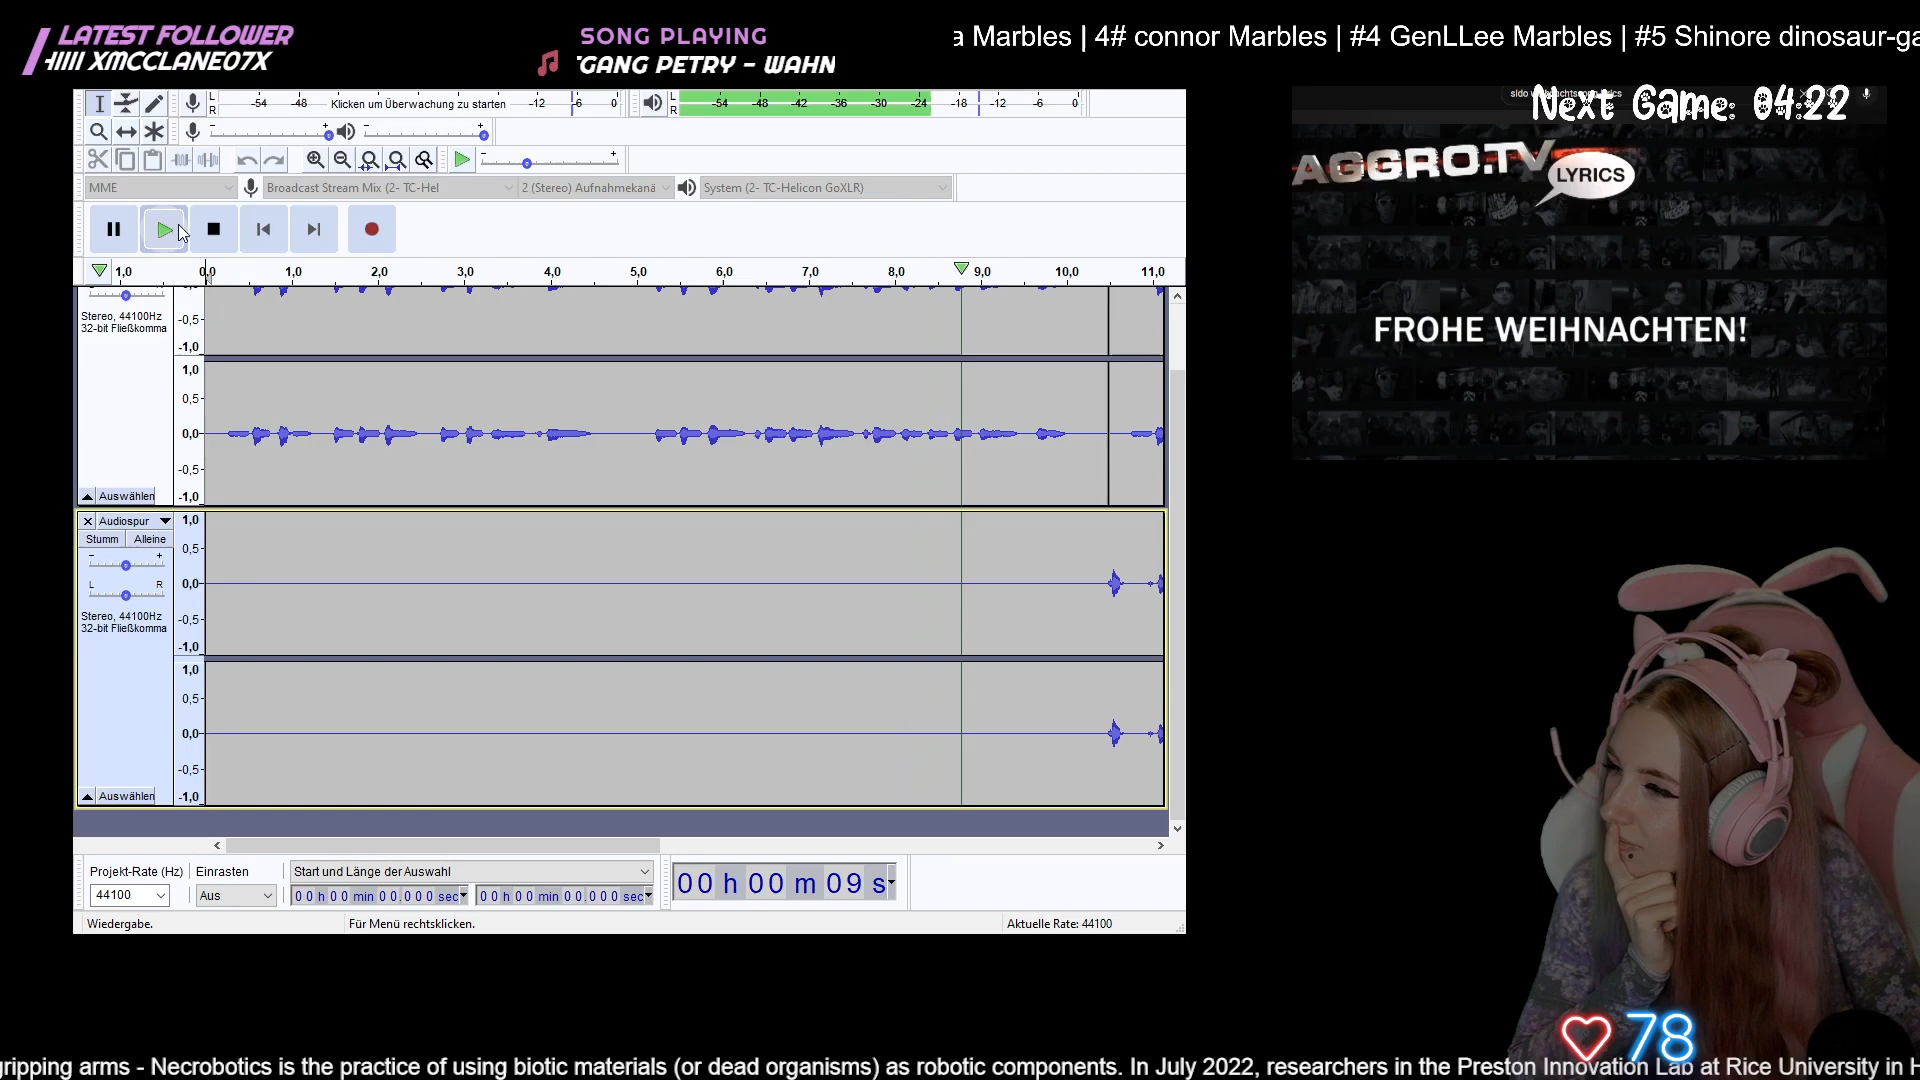 LATEST FOLLOWER
XMCCLANE07X
SONG PLAYING
GANG PETRY - WAHN
a Marbles | 4# connor Marbles | #4 GenLLee Marbles | #5 Shinore dinosaur-ga
Next Game: 04:22
L
R
-54 -48 Klicken um Überwachung zu starten -12 -6 0
L
R
-54 -48 -42 -36 -30 -24 -18 -12 -6 0
MME
Broadcast Stream Mix (2- TC-Hel
2 (Stereo) Aufnahmekanä
System (2- TC-Helicon GoXLR)
1,0 0,0 1,0 2,0 3,0 4,0 5,0 6,0 7,0 8,0 9,0 10,0 11,0
Stereo, 44100Hz
32-bit Fließkomma
-0,5
-1,0
1,0
0,5
0,0
-0,5
-1,0
Auswählen
Audiospur
Stumm Alleine
L R
Stereo, 44100Hz
32-bit Fließkomma
1,0
0,5
0,0
-0,5
-1,0
1,0
0,5
0,0
-0,5
-1,0
Auswählen
Projekt-Rate (Hz)
Einrasten
Start und Länge der Auswahl
44100
Aus
00 h 00 min 00.000 sec
00 h 00 min 00.000 sec
00 h 00 m 09 s
Wiedergabe.
Für Menü rechtsklicken.
Aktuelle Rate: 44100
AGGRO.TV
LYRICS
FROHE WEIHNACHTEN!
78
gripping arms - Necrobotics is the practice of using biotic materials (or dead organisms) as robotic components. In July 2022, researchers in the Preston Innovation Lab at Rice University in H